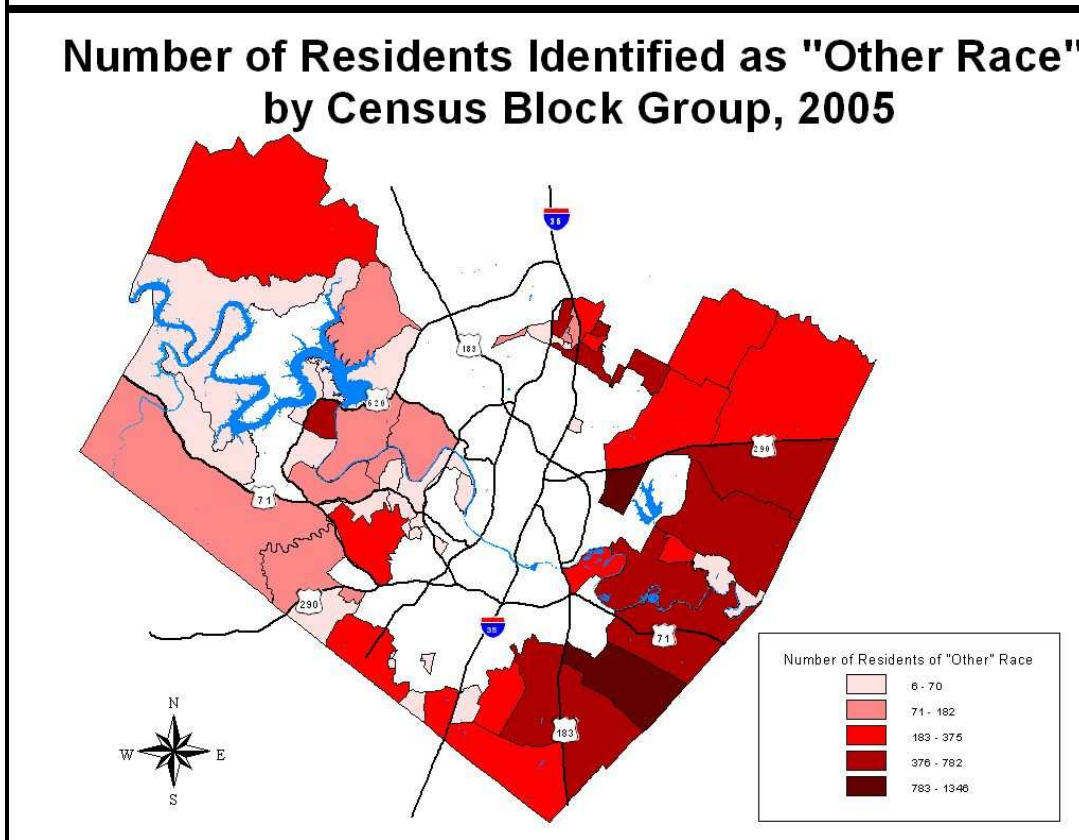 Number of Residents Identified as "Other Race"
by Census Block Group, 2005
35
183
620
290
71
290
35
71
183
N
W E
S
Number of Residents of "Other" Race
6 - 70
71 - 182
183 - 375
376 - 782
783 - 1346